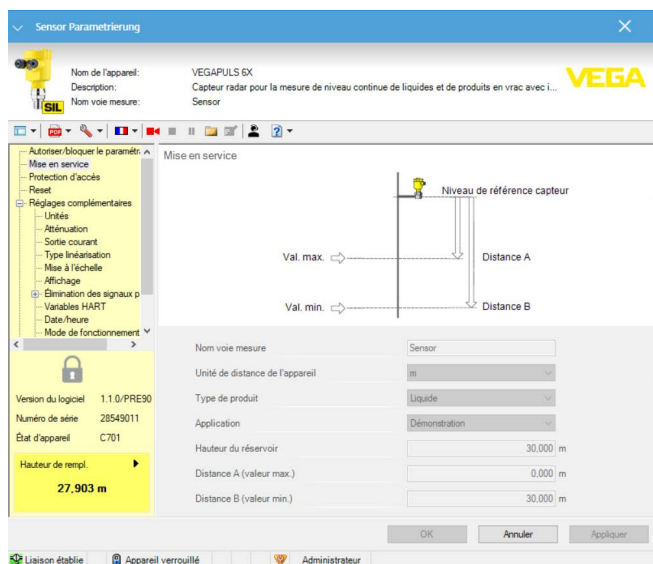 Sensor Parametrierung
Nom de l'appareil: VEGAPULS 6X
Description: Capteur radar pour la mesure de niveau continue de liquides et de produits en vrac avec i...
Nom voie mesure: Sensor
SIL
VEGA
PDF
Autoriser/bloquer le paramétr.
Mise en service
Protection d'accès
Reset
Réglages complémentaires
Unités
Atténuation
Sortie courant
Type linéarisation
Mise à l'échelle
Affichage
Élimination des signaux p
Variables HART
Date/heure
Mode de fonctionnement
Version du logiciel 1.1.0/PRE90
Numéro de série 28549011
État d'appareil C701
Hauteur de rempl.
27,903 m
Mise en service
Niveau de référence capteur
Val. max.
Distance A
Val. min.
Distance B
Nom voie mesure Sensor
Unité de distance de l'appareil m
Type de produit Liquide
Application Démonstration
Hauteur du réservoir 30,000 m
Distance A (valeur max.) 0,000 m
Distance B (valeur min.) 30,000 m
OK Annuler Appliquer
Liaison établie Appareil verrouillé Administrateur